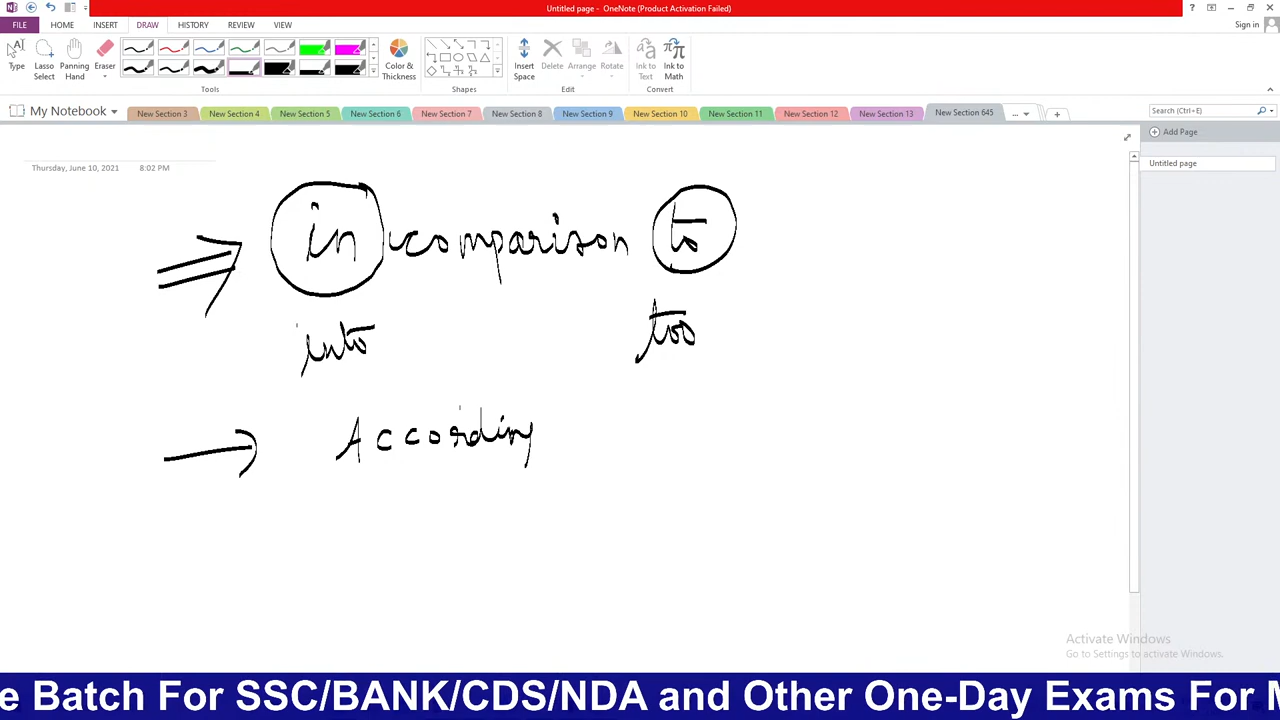 Untitled page - OneNote (Product Activation Failed)
FILE HOME INSERT DRAW HISTORY REVIEW VIEW
Sign in
Type
Lasso Select
Panning Hand
Eraser
Color & Thickness
Insert Space
Delete
Arrange
Rotate
Ink to Text
Ink to Math
Tools
Shapes
Edit
Convert
My Notebook New Section 3 New Section 4 New Section 5 New Section 6 New Section 7 New Section 8 New Section 9 New Section 10 New Section 11 New Section 12 New Section 13 New Section 645 ... Search (Ctrl+E)
Add Page
Untitled page
Thursday, June 10, 2021 8:02 PM
in comparison to
into too
According
Activate Windows
Go to Settings to activate Windows.
e Batch For SSC/BANK/CDS/NDA and Other One-Day Exams For M